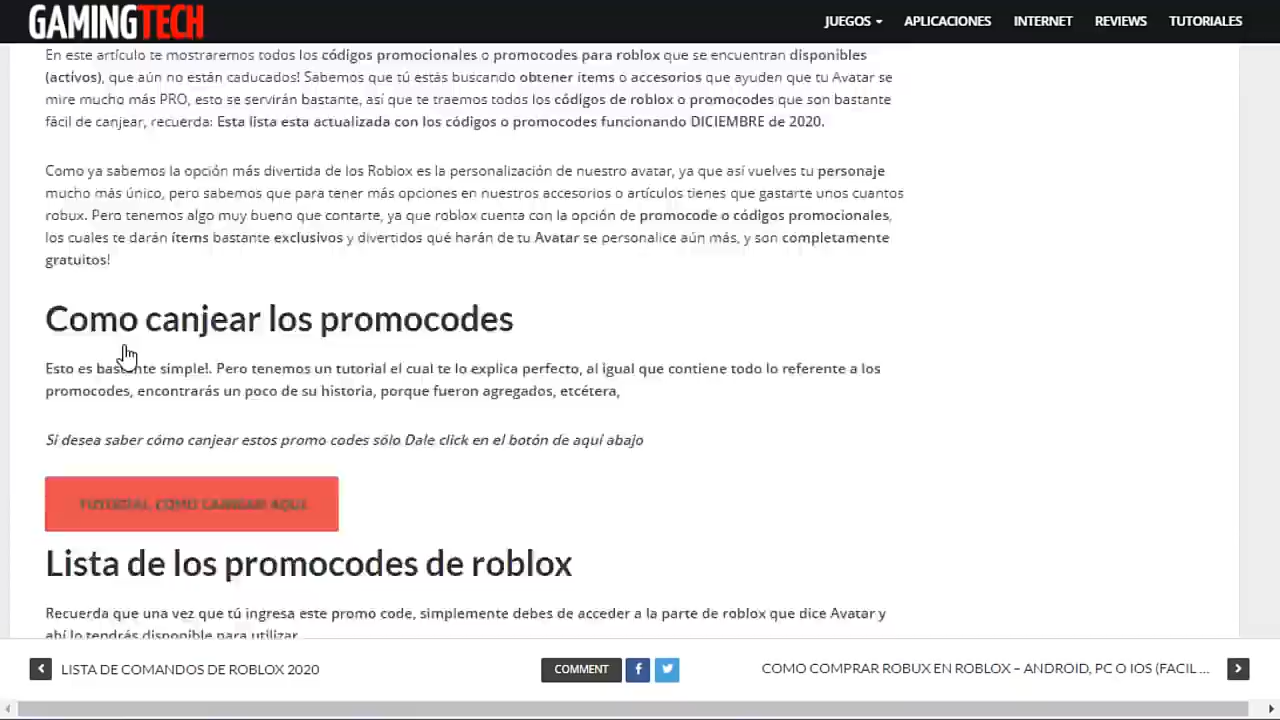 GAMINGTECH
JUEGOS APLICACIONES INTERNET REVIEWS TUTORIALES
En este artículo te mostraremos todos los códigos promocionales o promocodes para roblox que se encuentran disponibles
(activos), que aún no están caducados! Sabemos que tú estás buscando obtener ítems o accesorios que ayuden que tu Avatar se
mire mucho más PRO, esto se servirán bastante, así que te traemos todos los códigos de roblox o promocodes que son bastante
fácil de canjear, recuerda: Esta lista esta actualizada con los códigos o promocodes funcionando DICIEMBRE de 2020.
Como ya sabemos la opción más divertida de los Roblox es la personalización de nuestro avatar, ya que así vuelves tu personaje
mucho más único, pero sabemos que para tener más opciones en nuestros accesorios o artículos tienes que gastarte unos cuantos
robux. Pero tenemos algo muy bueno que contarte, ya que roblox cuenta con la opción de promocode o códigos promocionales,
los cuales te darán ítems bastante exclusivos y divertidos qué harán de tu Avatar se personalice aún más, y son completamente
gratuitos!
Como canjear los promocodes
Esto es bastante simple!. Pero tenemos un tutorial el cual te lo explica perfecto, al igual que contiene todo lo referente a los
promocodes, encontrarás un poco de su historia, porque fueron agregados, etcétera,
Si desea saber cómo canjear estos promo codes sólo Dale click en el botón de aquí abajo
TUTORIAL COMO CANJEAR AQUI
Lista de los promocodes de roblox
Recuerda que una vez que tú ingresa este promo code, simplemente debes de acceder a la parte de roblox que dice Avatar y
ahí lo tendrás disponible para utilizar
LISTA DE COMANDOS DE ROBLOX 2020
COMMENT
COMO COMPRAR ROBUX EN ROBLOX – ANDROID, PC O IOS (FACIL ...